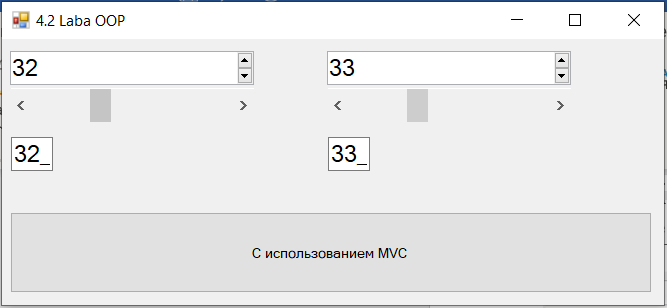 4.2 Laba OOP
32
33
32_
33_
С использованием MVC